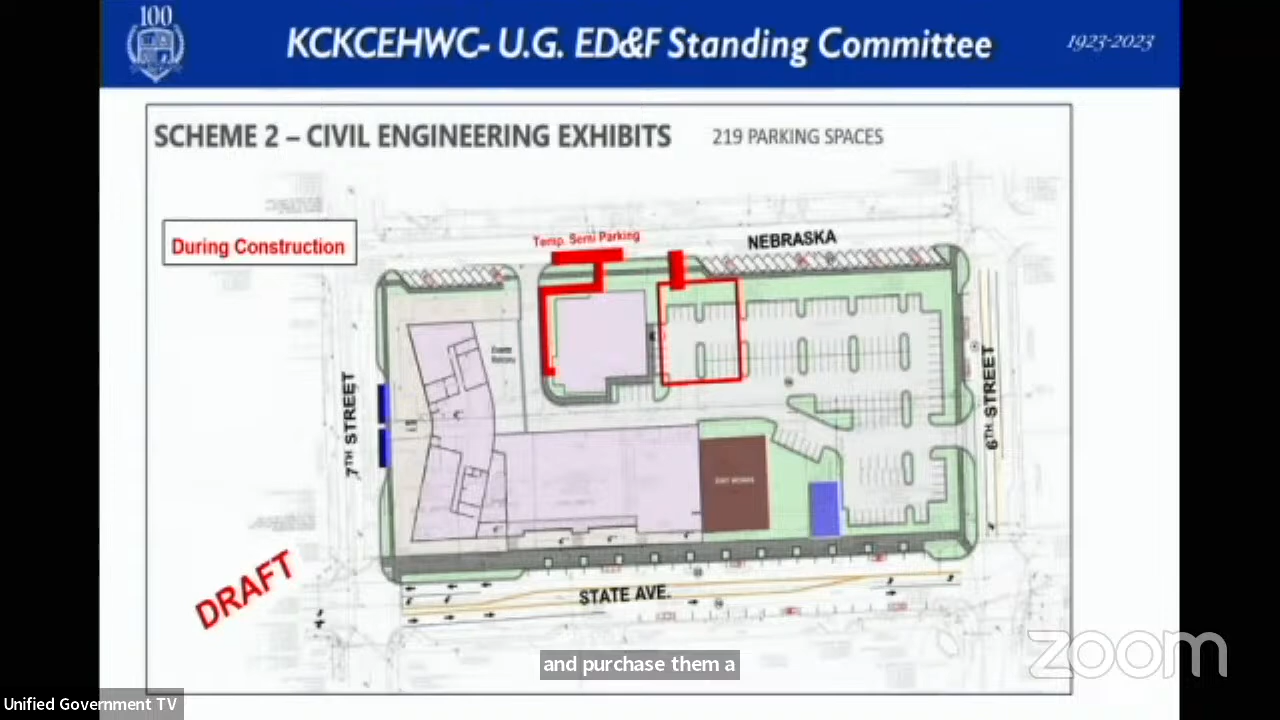 100
KCKCEHWC- U.G. ED&F Standing Committee
1923-2023
SCHEME 2 – CIVIL ENGINEERING EXHIBITS
219 PARKING SPACES
During Construction
Temp. Semi Parking
NEBRASKA
7TH STREET
6TH STREET
DRAFT
STATE AVE.
and purchase them a
zoom
Unified Government TV